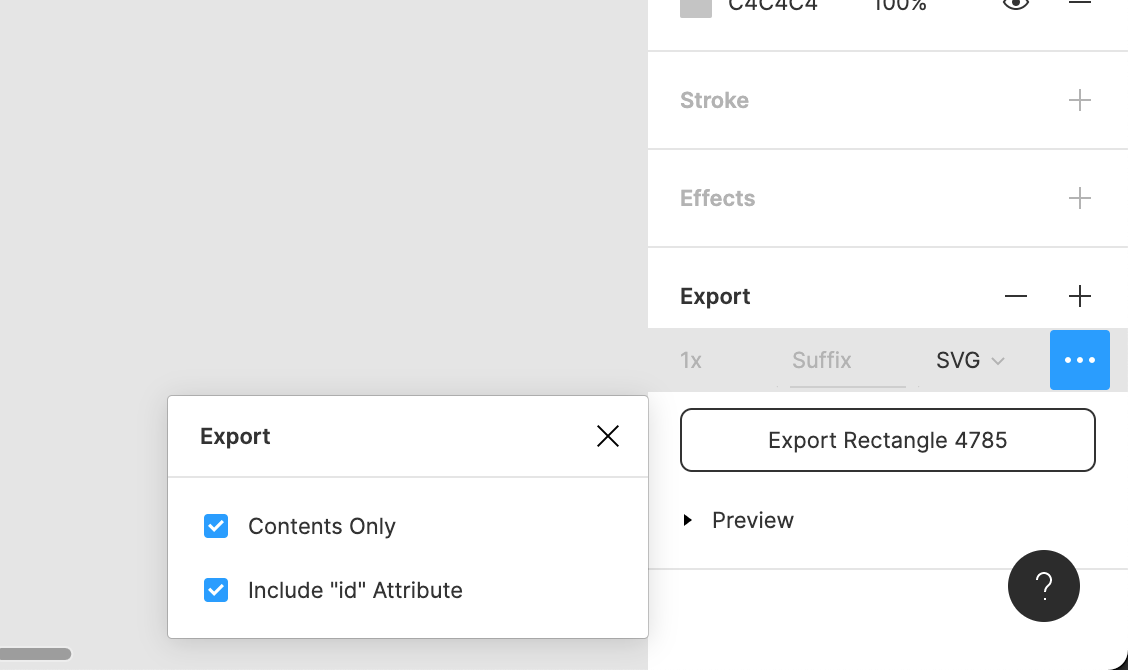 C4C4C4 100%
Stroke
Effects
Export
1x Suffix SVG
Export
Export Rectangle 4785
Contents Only
Preview
Include "id" Attribute
?